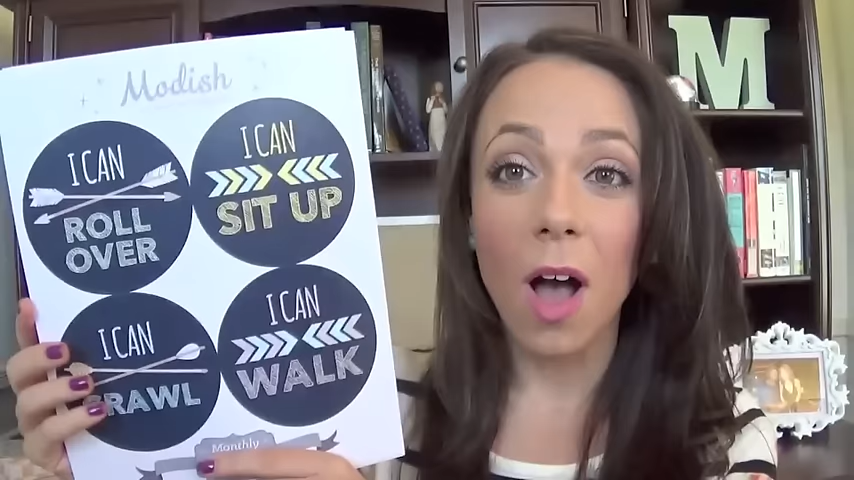 Modish
I CAN
ROLL
OVER
I CAN
SIT UP
I CAN
CRAWL
I CAN
WALK
Monthly
M